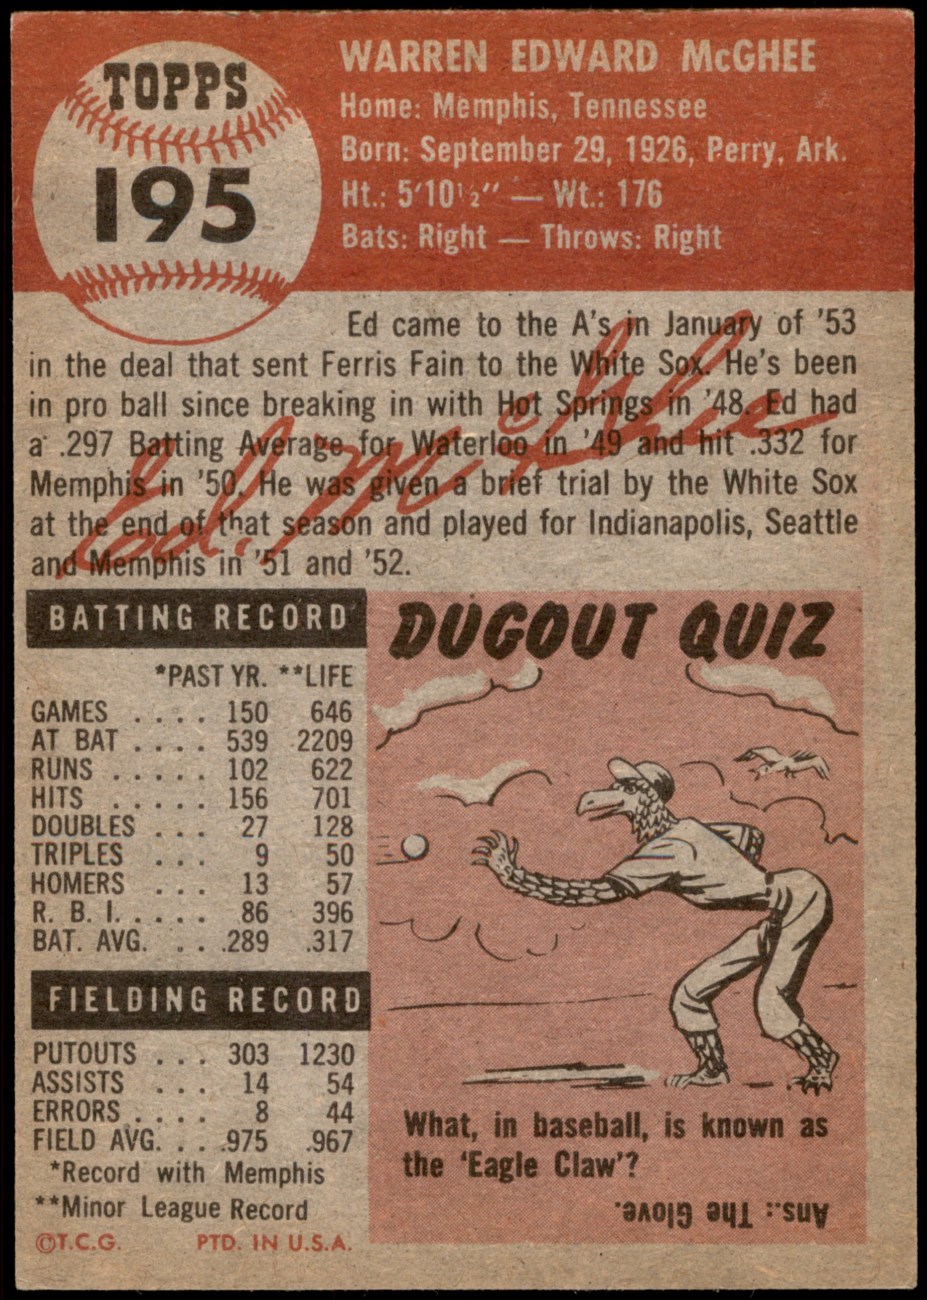 TOPPS
195
WARREN EDWARD McGHEE
Home: Memphis, Tennessee
Born: September 29, 1926, Perry, Ark.
Ht.: 5'10½" — Wt.: 176
Bats: Right — Throws: Right
Ed came to the A's in January of '53
in the deal that sent Ferris Fain to the White Sox. He's been
in pro ball since breaking in with Hot Springs in '48. Ed had
a .297 Batting Average for Waterloo in '49 and hit .332 for
Memphis in '50. He was given a brief trial by the White Sox
at the end of that season and played for Indianapolis, Seattle
and Memphis in '51 and '52.
Ed. McGhee
BATTING RECORD
*PAST YR. **LIFE
GAMES . . . . 150 646
AT BAT . . . . 539 2209
RUNS . . . . . 102 622
HITS . . . . . 156 701
DOUBLES . . . 27 128
TRIPLES . . . 9 50
HOMERS . . . 13 57
R. B. I. . . . . 86 396
BAT. AVG. . . .289 .317
FIELDING RECORD
PUTOUTS . . . 303 1230
ASSISTS . . . 14 54
ERRORS . . . . 8 44
FIELD AVG. . . .975 .967
*Record with Memphis
**Minor League Record
©T.C.G. PTD. IN U.S.A.
DUGOUT QUIZ
What, in baseball, is known as
the 'Eagle Claw'?
Ans.: The Glove.